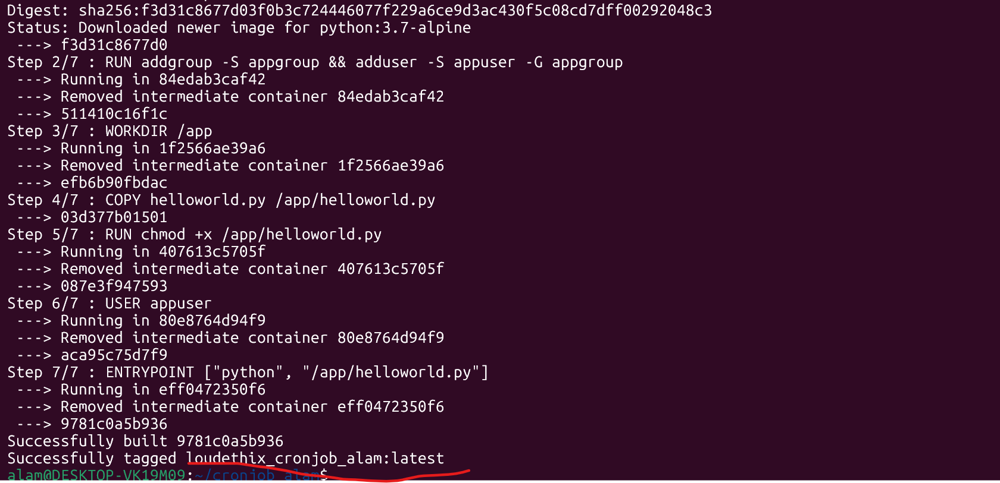 Digest: sha256:f3d31c8677d03f0b3c724446077f229a6ce9d3ac430f5c08cd7dff00292048c3
Status: Downloaded newer image for python:3.7-alpine
---> f3d31c8677d0
Step 2/7 : RUN addgroup -S appgroup && adduser -S appuser -G appgroup
---> Running in 84edab3caf42
---> Removed intermediate container 84edab3caf42
---> 511410c16f1c
Step 3/7 : WORKDIR /app
---> Running in 1f2566ae39a6
---> Removed intermediate container 1f2566ae39a6
---> efb6b90fbdac
Step 4/7 : COPY helloworld.py /app/helloworld.py
---> 03d377b01501
Step 5/7 : RUN chmod +x /app/helloworld.py
---> Running in 407613c5705f
---> Removed intermediate container 407613c5705f
---> 087e3f947593
Step 6/7 : USER appuser
---> Running in 80e8764d94f9
---> Removed intermediate container 80e8764d94f9
---> aca95c75d7f9
Step 7/7 : ENTRYPOINT ["python", "/app/helloworld.py"]
---> Running in eff0472350f6
---> Removed intermediate container eff0472350f6
---> 9781c0a5b936
Successfully built 9781c0a5b936
Successfully tagged loudethix_cronjob_alam:latest
alam@DESKTOP-VK19M09:~/cronjob_alam$